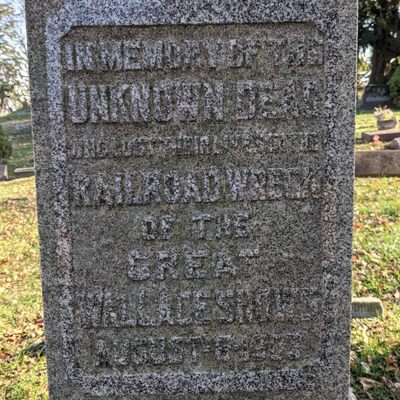 IN MEMORY OF THE
UNKNOWN DEAD
WHO LOST THEIR LIVES IN THE
RAILROAD WRECK
OF THE
GREAT
WALLACE SHOWS
AUGUST-6-1903